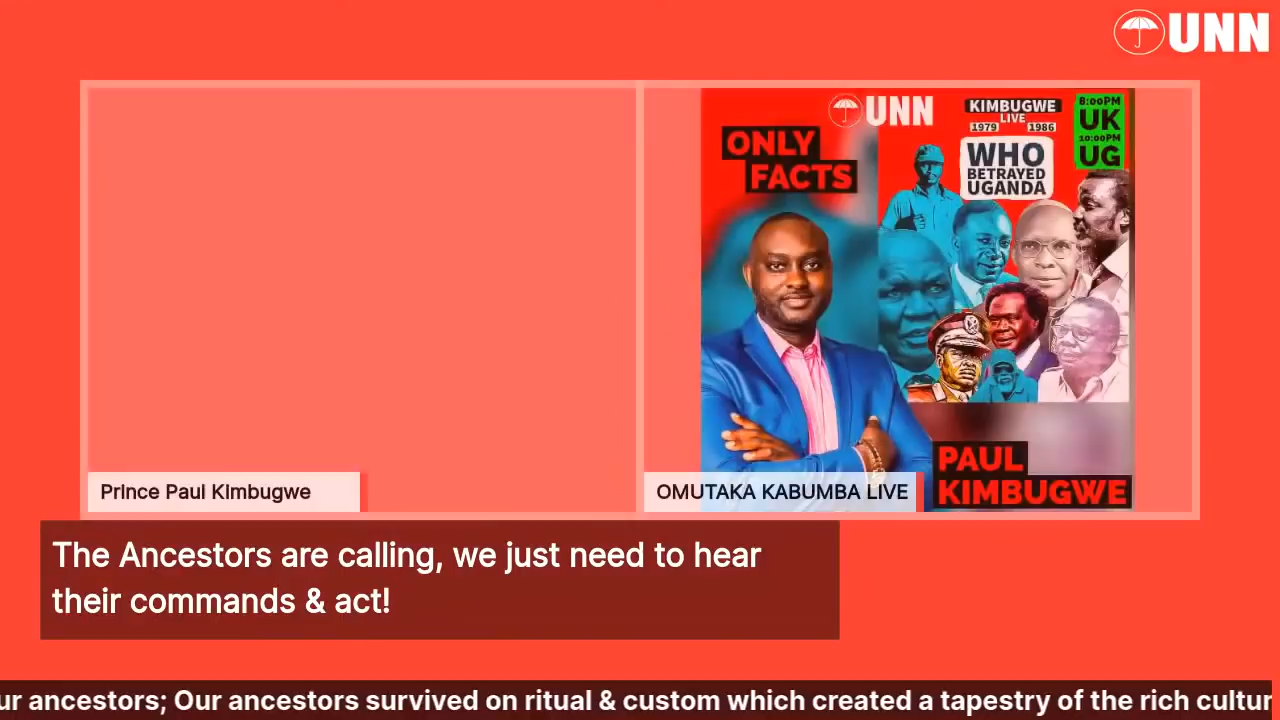 UNN
UNN
ONLY
FACTS
KIMBUGWE
LIVE
1979 1986
WHO
BETRAYED
UGANDA
8:00PM
UK
10:00PM
UG
PAUL
KIMBUGWE
Prince Paul Kimbugwe
OMUTAKA KABUMBA LIVE
The Ancestors are calling, we just need to hear
their commands & act!
ur ancestors; Our ancestors survived on ritual & custom which created a tapestry of the rich cultur